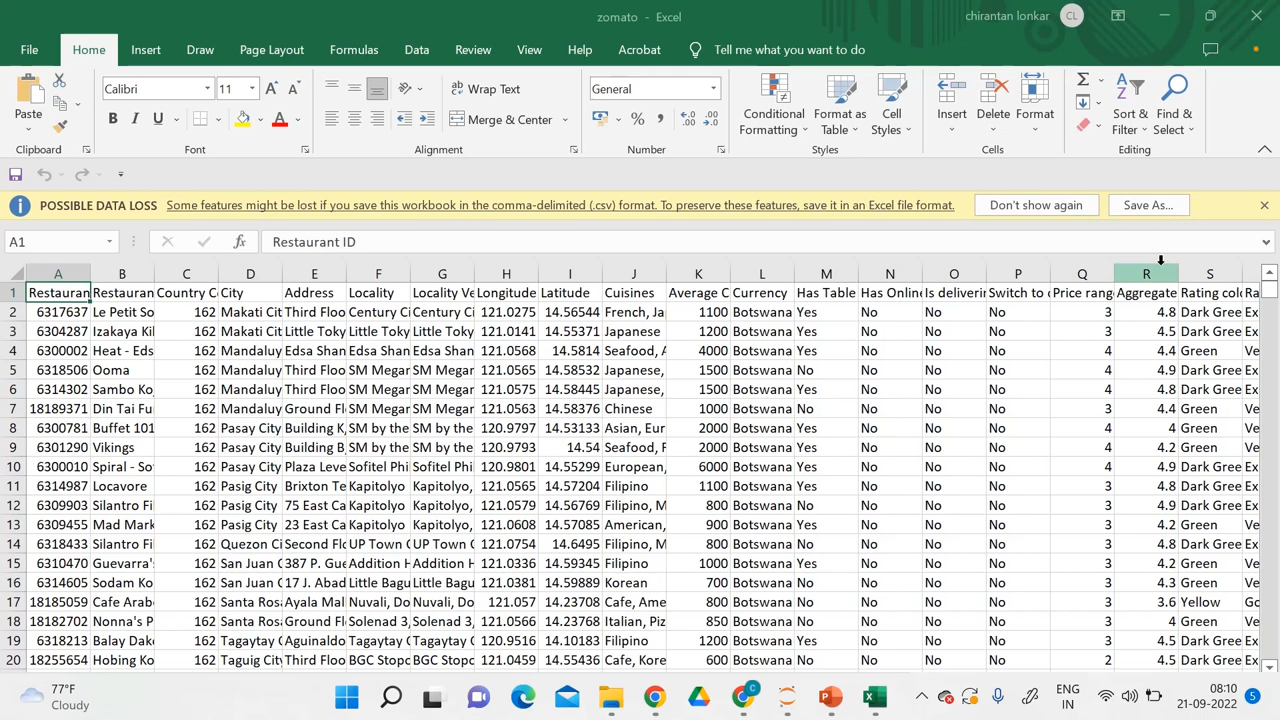 zomato - Excel
chirantan lonkar CL
File Home Insert Draw Page Layout Formulas Data Review View Help Acrobat Tell me what you want to do
Calibri 11 Wrap Text General
Paste B I U A Merge & Center % , Conditional Formatting Format as Table Cell Styles Insert Delete Format Sort & Filter Find & Select
Clipboard Font Alignment Number Styles Cells Editing
POSSIBLE DATA LOSS Some features might be lost if you save this workbook in the comma-delimited (.csv) format. To preserve these features, save it in an Excel file format. Don't show again Save As...
A1 fx Restaurant ID
A B C D E F G H I J K L M N O P Q R S
1 Restauran Restauran Country C City Address Locality Locality Ve Longitude Latitude Cuisines Average C Currency Has Table Has Online Is deliverin Switch to o Price rang Aggregate Rating colo Ra
2 6317637 Le Petit So 162 Makati Cit Third Floo Century Ci Century Ci 121.0275 14.56544 French, Ja 1100 Botswana Yes No No No 3 4.8 Dark Gree Ex
3 6304287 Izakaya Ki 162 Makati Cit Little Toky Little Toky Little Toky 121.0141 14.55371 Japanese 1200 Botswana Yes No No No 3 4.5 Dark Gree Ex
4 6300002 Heat - Eds 162 Mandaluy Edsa Shan Edsa Shan Edsa Shan 121.0568 14.5814 Seafood, A 4000 Botswana Yes No No No 4 4.4 Green Ve
5 6318506 Ooma 162 Mandaluy Third Floo SM Megar SM Megar 121.0565 14.58532 Japanese, 1500 Botswana No No No No 4 4.9 Dark Gree Ex
6 6314302 Sambo Ko 162 Mandaluy Third Floo SM Megar SM Megar 121.0575 14.58445 Japanese, 1500 Botswana Yes No No No 4 4.8 Dark Gree Ex
7 18189371 Din Tai Fu 162 Mandaluy Ground Fl SM Megar SM Megar 121.0563 14.58376 Chinese 1000 Botswana No No No No 3 4.4 Green Ve
8 6300781 Buffet 101 162 Pasay City Building K, SM by the SM by the 120.9797 14.53133 Asian, Eur 2000 Botswana Yes No No No 4 4 Green Ve
9 6301290 Vikings 162 Pasay City Building B, SM by the SM by the 120.9793 14.54 Seafood, F 2000 Botswana Yes No No No 4 4.2 Green Ve
10 6300010 Spiral - So 162 Pasay City Plaza Leve Sofitel Phi Sofitel Phi 120.9801 14.55299 European, 6000 Botswana Yes No No No 4 4.9 Dark Gree Ex
11 6314987 Locavore 162 Pasig City Brixton Te Kapitolyo Kapitolyo, 121.0565 14.57204 Filipino 1100 Botswana Yes No No No 3 4.8 Dark Gree Ex
12 6309903 Silantro Fi 162 Pasig City 75 East Ca Kapitolyo Kapitolyo, 121.0579 14.56769 Filipino, M 800 Botswana No No No No 3 4.9 Dark Gree Ex
13 6309455 Mad Mark 162 Pasig City 23 East Ca Kapitolyo Kapitolyo, 121.0608 14.57085 American, 900 Botswana Yes No No No 3 4.2 Green Ve
14 6318433 Silantro Fi 162 Quezon Ci Second Flo UP Town C UP Town C 121.0754 14.6495 Filipino, M 800 Botswana No No No No 3 4.8 Dark Gree Ex
15 6310470 Guevarra's 162 San Juan C 387 P. Gue Addition H Addition H 121.0336 14.59345 Filipino 1000 Botswana Yes No No No 3 4.2 Green Ve
16 6314605 Sodam Ko 162 San Juan C 17 J. Abad Little Bagu Little Bagu 121.0381 14.59889 Korean 700 Botswana No No No No 3 4.3 Green Ve
17 18185059 Cafe Arab 162 Santa Rosa Ayala Mal Nuvali, Do Nuvali, Do 121.057 14.23708 Cafe, Ame 800 Botswana No No No No 3 3.6 Yellow Go
18 18182702 Nonna's P 162 Santa Rosa Ground Fl Solenad 3, Solenad 3, 121.0566 14.23768 Italian, Piz 850 Botswana No No No No 3 4 Green Ve
19 6318213 Balay Dak 162 Tagaytay C Aguinaldo Tagaytay C Tagaytay C 120.9516 14.10183 Filipino 1200 Botswana Yes No No No 3 4.5 Dark Gree Ex
20 18255654 Hobing Ko 162 Taguig City Third Floo BGC Stopo BGC Stopo 121.0459 14.55436 Cafe, Kore 600 Botswana No No No No 2 4.5 Dark Gree Ex
77°F Cloudy ENG IN 08:10 21-09-2022 5